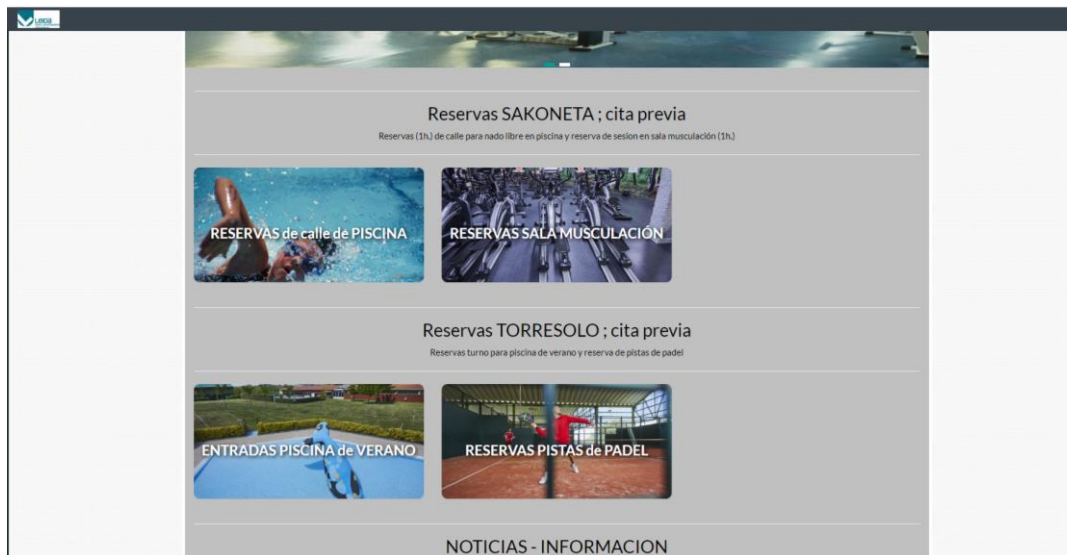 Reservas SAKONETA ; cita previa
Reservas (1h.) de calle para nado libre en piscina y reserva de sesion en sala musculación (1h.)
RESERVAS de calle de PISCINA
RESERVAS SALA MUSCULACIÓN
Reservas TORRESOLO ; cita previa
Reservas turno para piscina de verano y reserva de pistas de padel
ENTRADAS PISCINA de VERANO
RESERVAS PISTAS de PADEL
NOTICIAS - INFORMACION